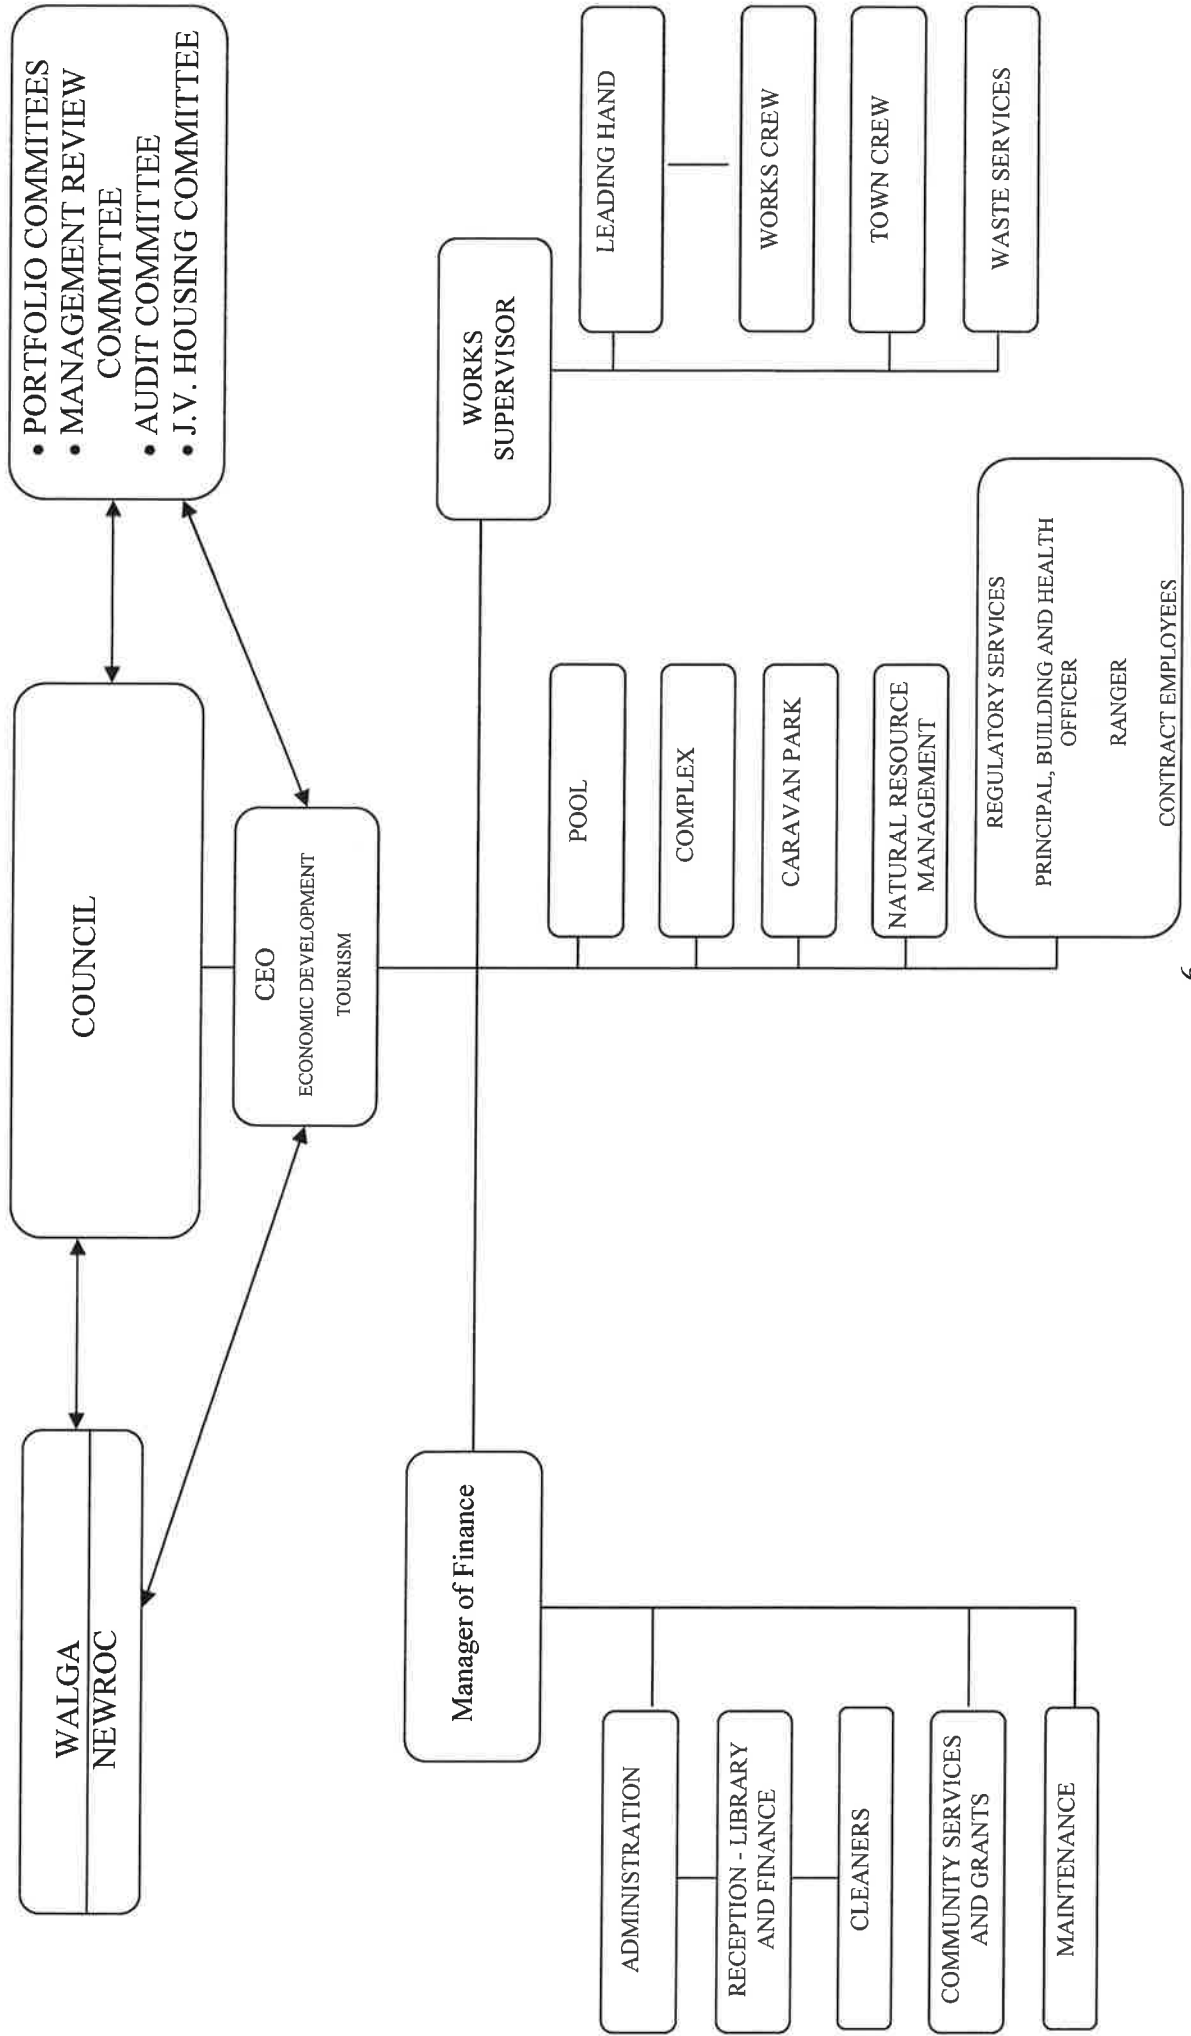 WALGA
NEWROC
COUNCIL
• PORTFOLIO COMMITEES
• MANAGEMENT REVIEW
COMMITTEE
• AUDIT COMMITTEE
• J.V. HOUSING COMMITTEE
CEO
ECONOMIC DEVELOPMENT
TOURISM
Manager of Finance
WORKS
SUPERVISOR
ADMINISTRATION
RECEPTION - LIBRARY
AND FINANCE
CLEANERS
COMMUNITY SERVICES
AND GRANTS
MAINTENANCE
POOL
COMPLEX
CARAVAN PARK
NATURAL RESOURCE
MANAGEMENT
REGULATORY SERVICES
PRINCIPAL, BUILDING AND HEALTH
OFFICER
RANGER
CONTRACT EMPLOYEES
LEADING HAND
WORKS CREW
TOWN CREW
WASTE SERVICES